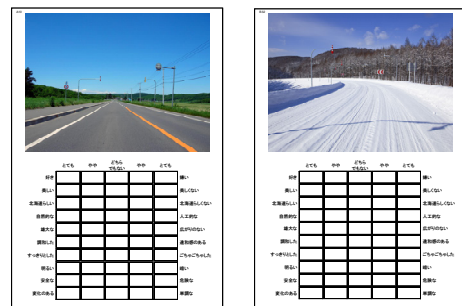 とても やや どちらでもない やや とても
好き 嫌い
美しい 美しくない
北海道らしい 北海道らしくない
自然的な 人工的な
雄大な 広がりのない
調和した 違和感のある
すっきりとした ごちゃごちゃした
明るい 暗い
安全な 危険な
変化のある 単調な
とても やや どちらでもない やや とても
好き 嫌い
美しい 美しくない
北海道らしい 北海道らしくない
自然的な 人工的な
雄大な 広がりのない
調和した 違和感のある
すっきりとした ごちゃごちゃした
明るい 暗い
安全な 危険な
変化のある 単調な